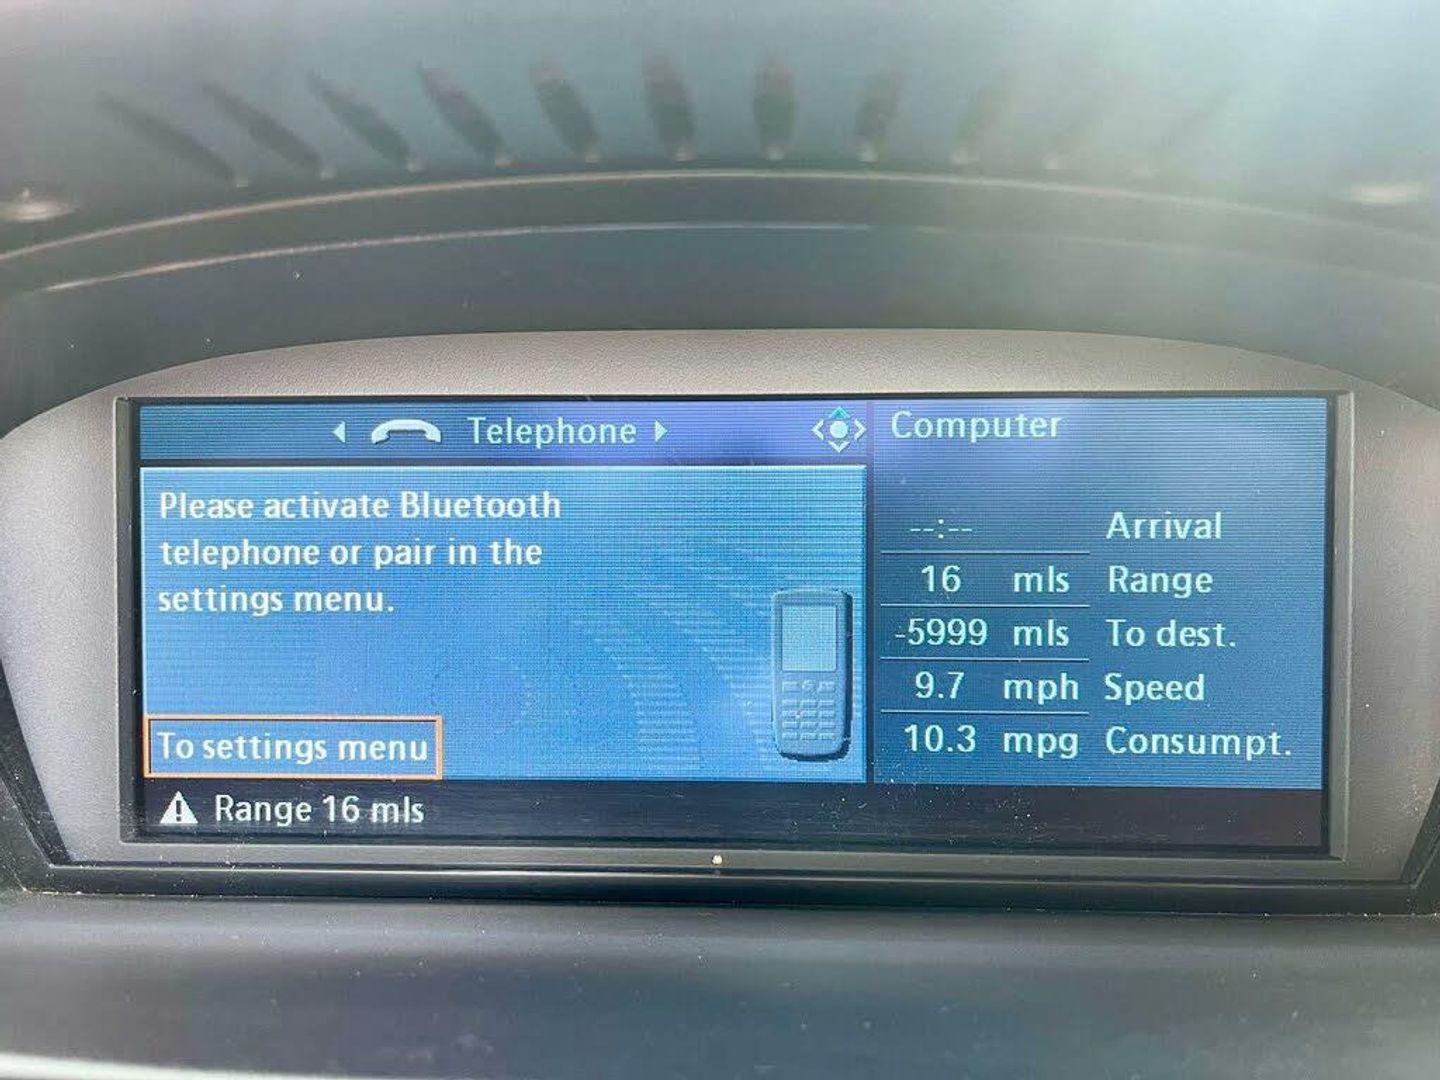 Telephone
Please activate Bluetooth
telephone or pair in the
settings menu.
To settings menu
Range 16 mls
Computer
--:-- Arrival
16 mls Range
-5999 mls To dest.
9.7 mph Speed
10.3 mpg Consumpt.